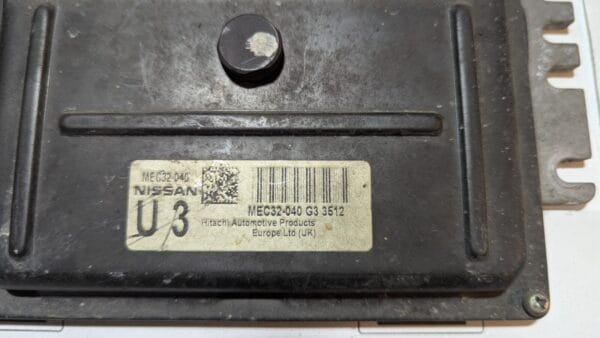 MEC32-040
NISSAN
U 3
MEC32-040 G3 3512
Hitachi Automotive Products
Europe Ltd (UK)